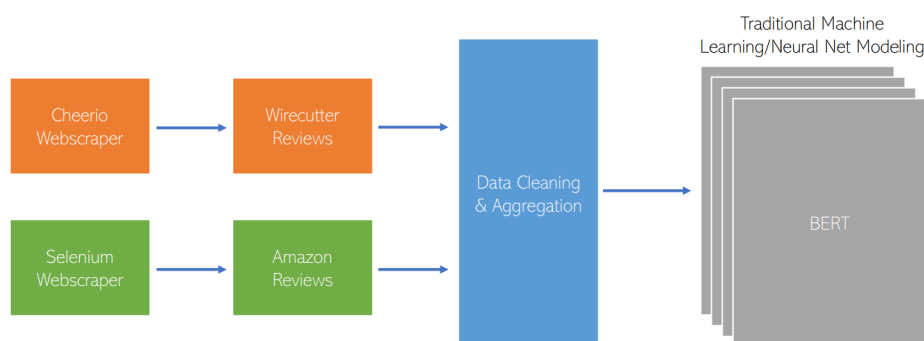 Traditional Machine
Learning/Neural Net Modeling
Cheerio
Webscraper
Wirecutter
Reviews
Data Cleaning
& Aggregation
BERT
Selenium
Webscraper
Amazon
Reviews